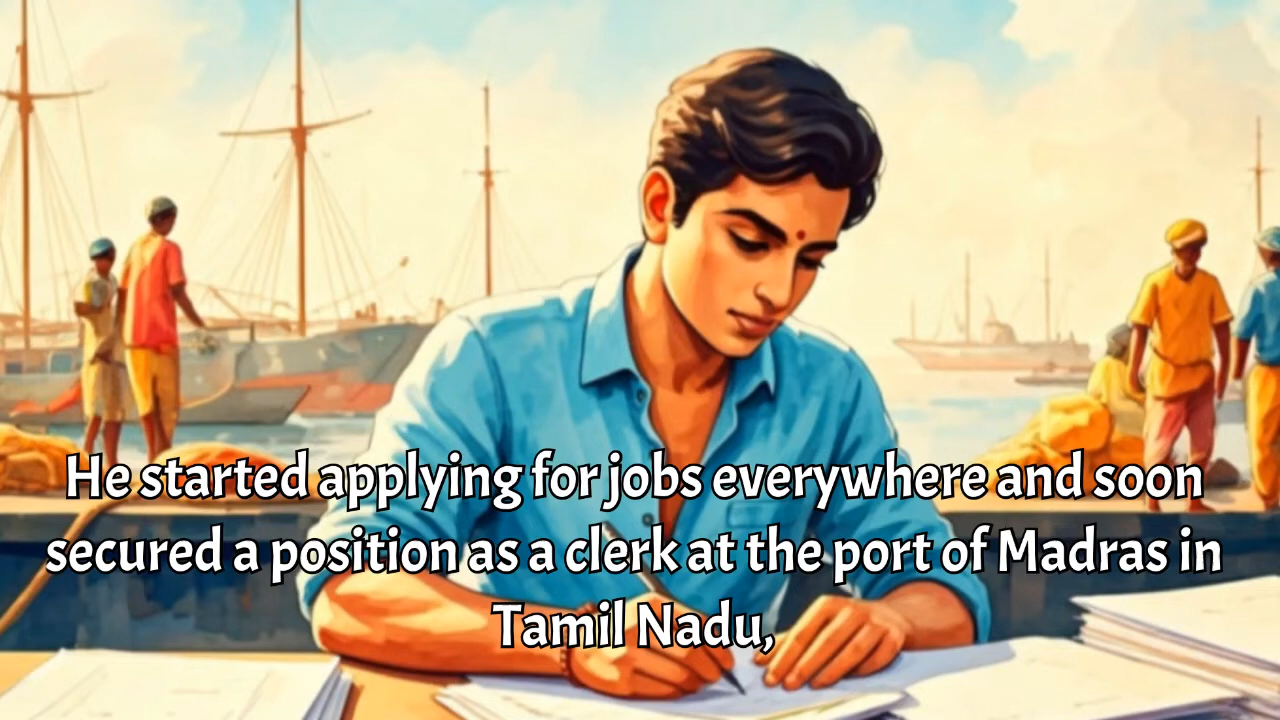 He started applying for jobs everywhere and soon
secured a position as a clerk at the port of Madras in
Tamil Nadu,